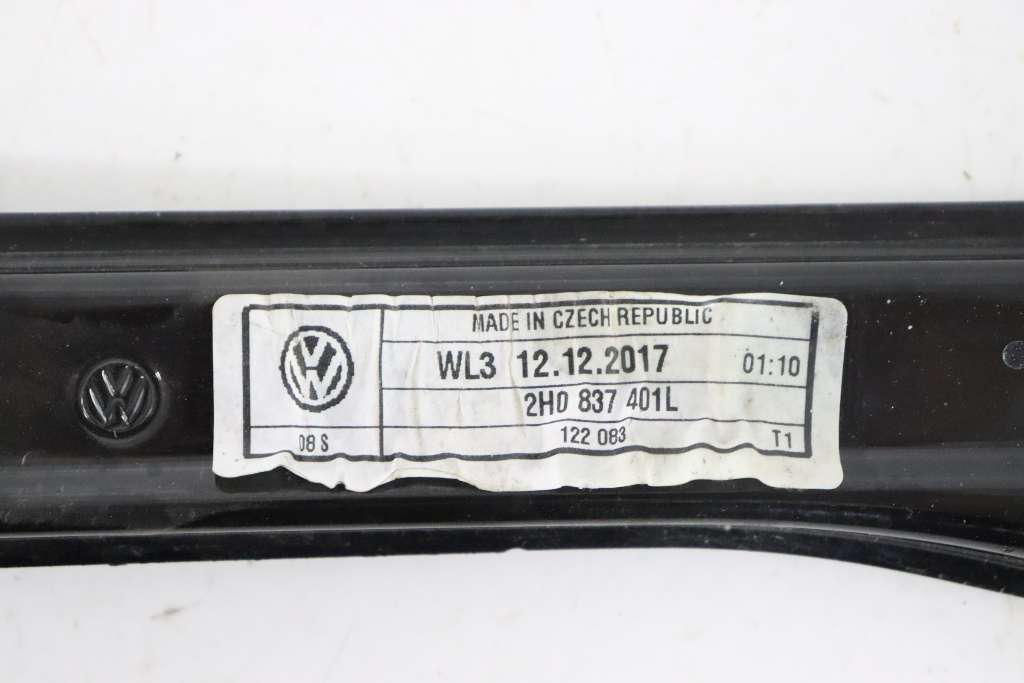 MADE IN CZECH REPUBLIC
WL3 12.12.2017 01:10
2H0 837 401L
08 S 122 083 T1